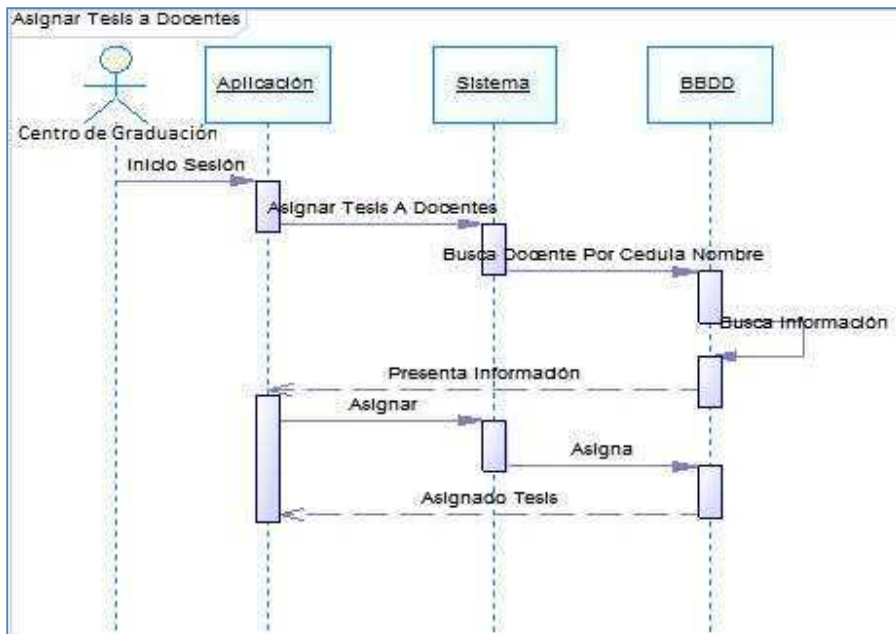 Asignar Tesis a Docentes
Aplicación
Sistema
BBDD
Centro de Graduación
Inicio Sesión
Asignar Tesis A Docentes
Busca Docente Por Cedula Nombre
Busca Información
Presenta Información
Asignar
Asigna
Asignado Tesis